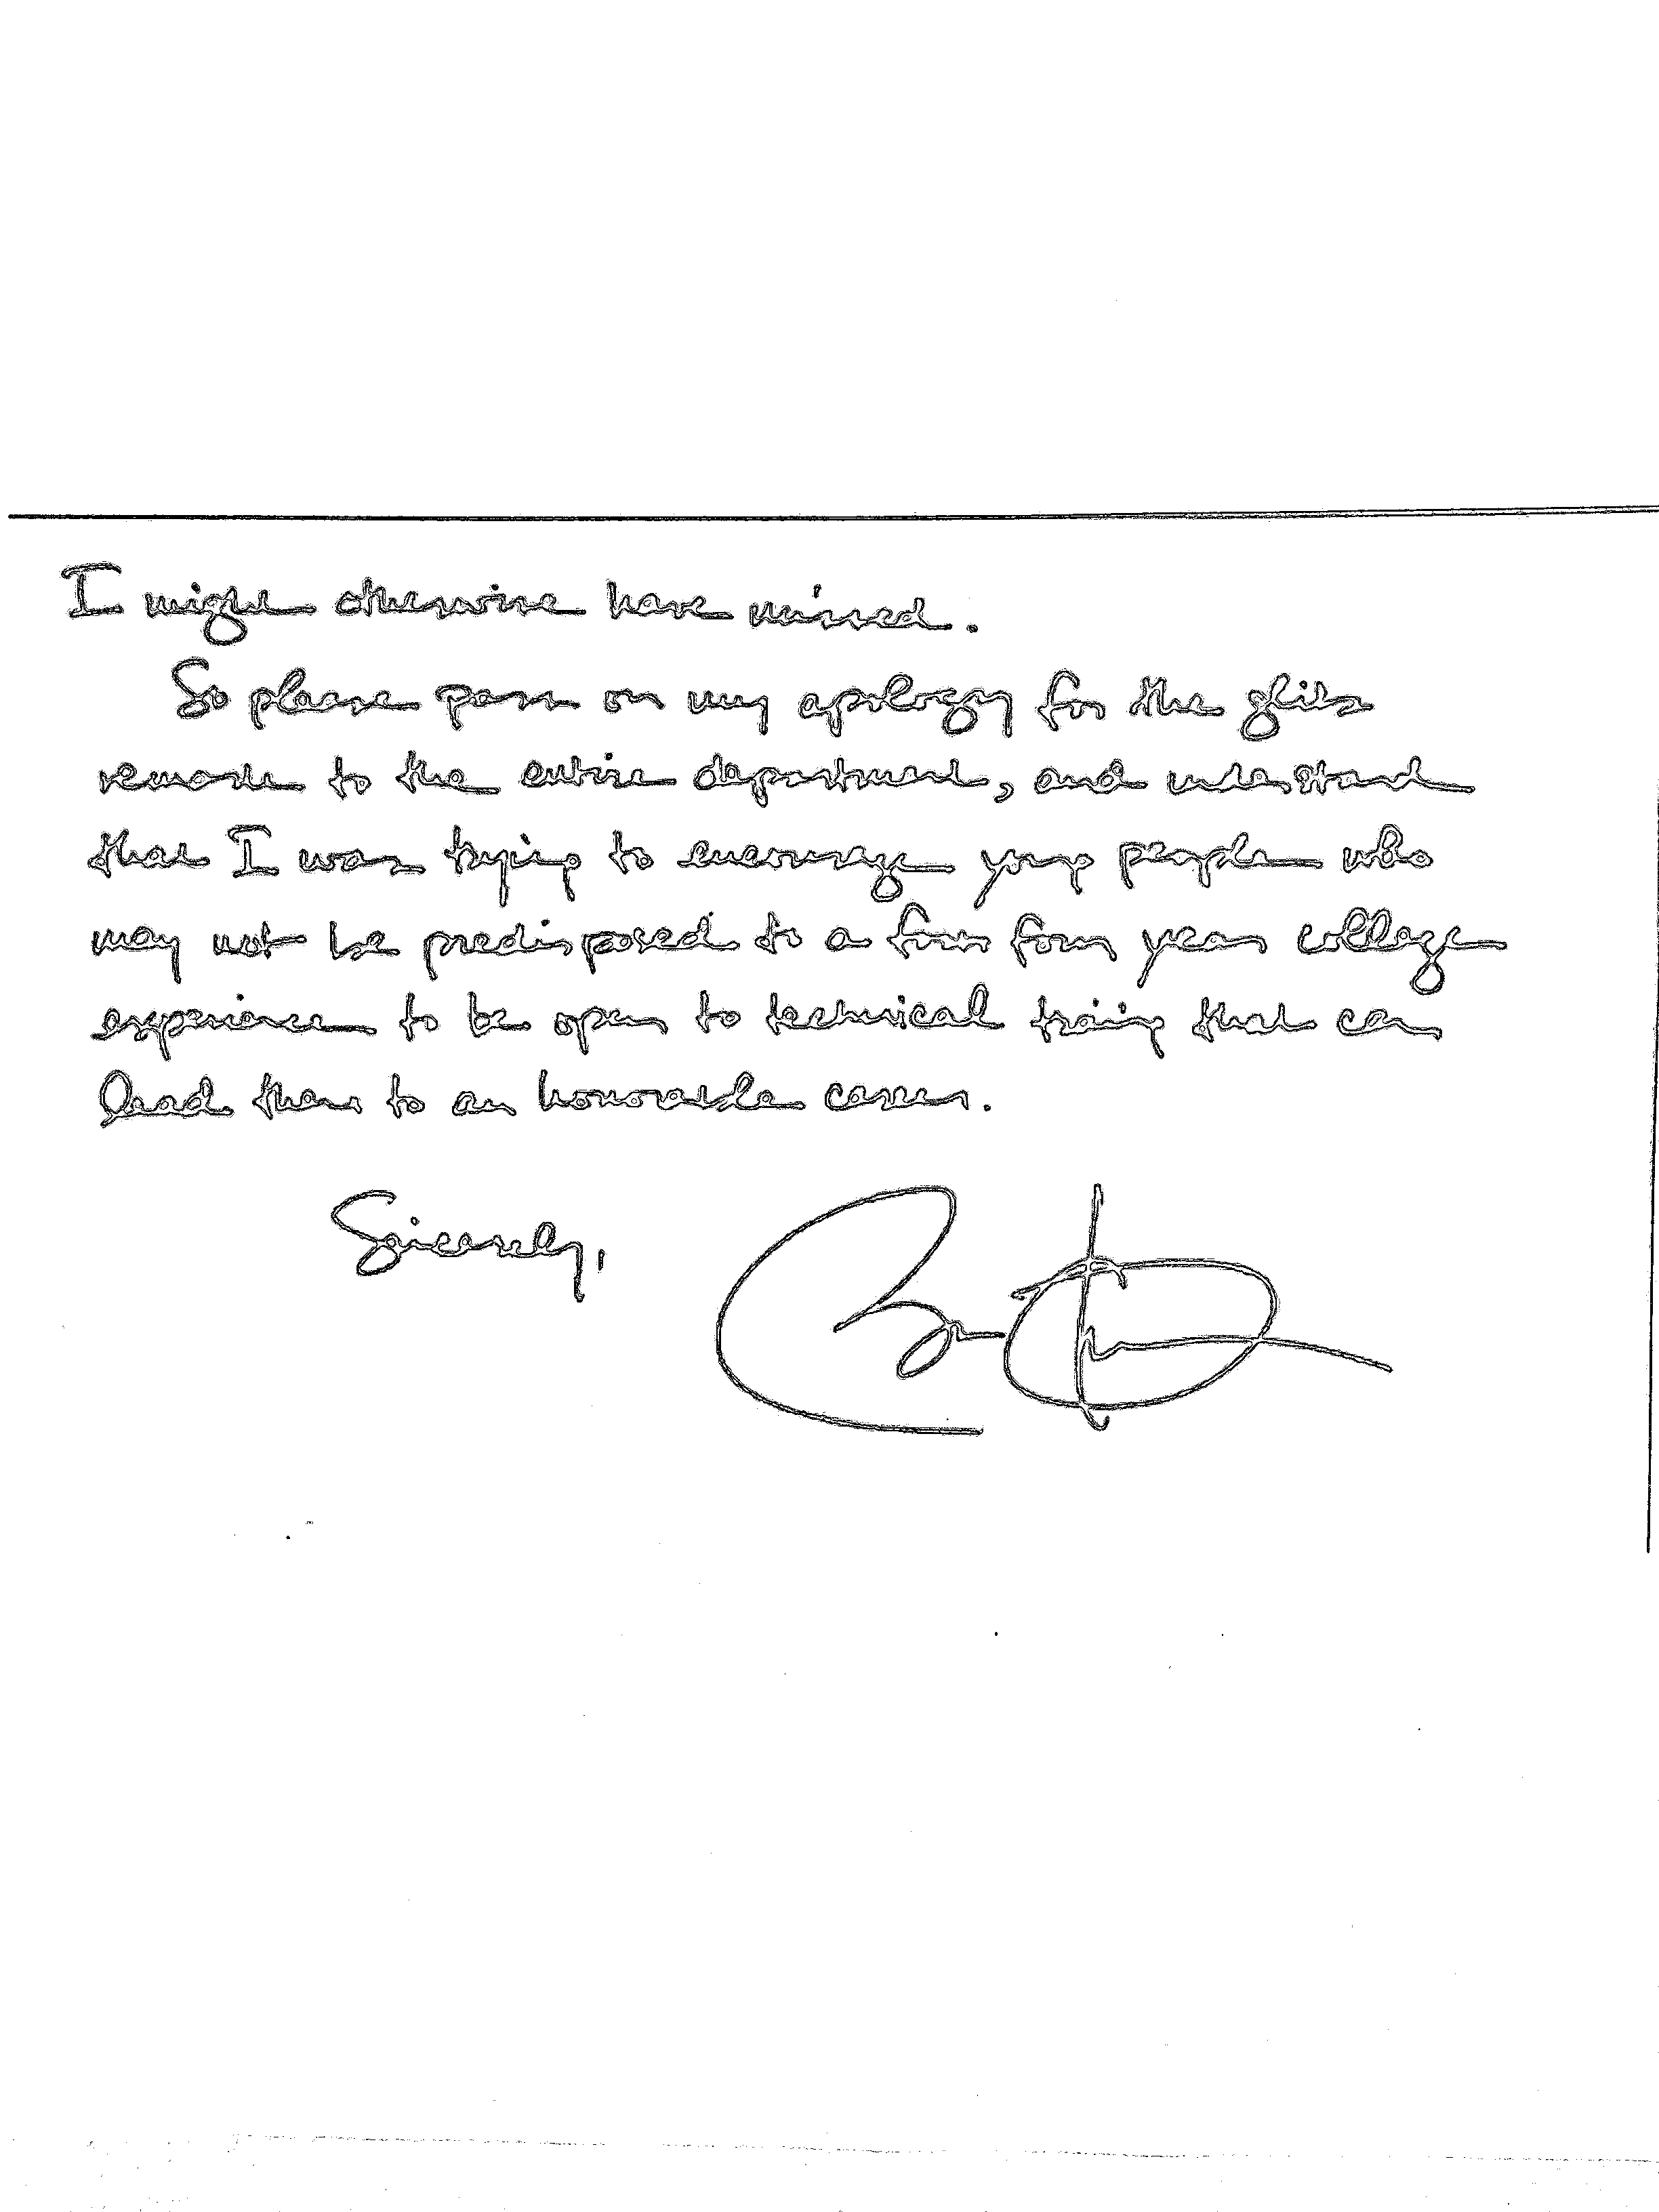 I might otherwise have missed.
So please pass on my apology for the glib
remark to the entire department, and understand
that I was trying to encourage young people who
may not be predisposed to a four four year college
experience to be open to technical training that can
lead them to an honorable career.
Sincerely,